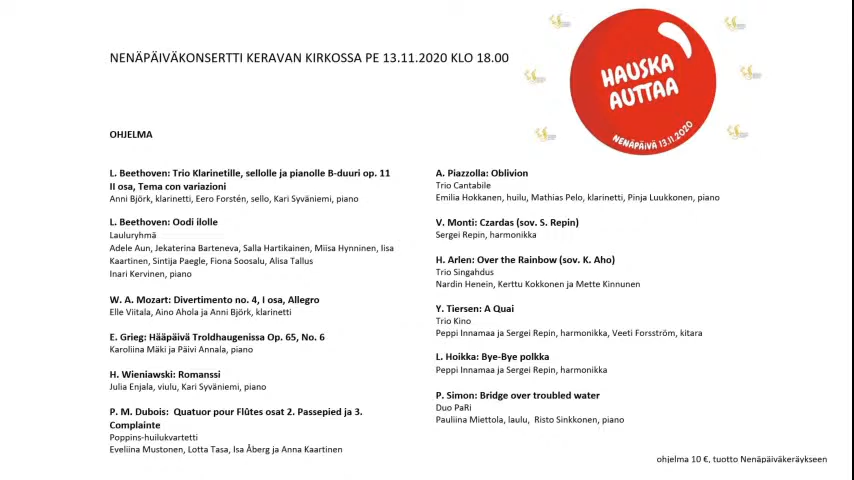 NENÄPÄIVÄKONSERTTI KERAVAN KIRKOSSA PE 13.11.2020 KLO 18.00
HAUSKA
AUTTAA
NENÄPÄIVÄ 13.11.2020
OHJELMA
L. Beethoven: Trio Klarinetille, sellolle ja pianolle B-duuri op. 11
II osa, Tema con variazioni
Anni Björk, klarinetti, Eero Forstén, sello, Kari Syväniemi, piano
L. Beethoven: Oodi ilolle
Lauluryhmä
Adele Aun, Jekaterina Barteneva, Salla Hartikainen, Miisa Hynninen, Iisa
Kaartinen, Sintija Paegle, Fiona Soosalu, Alisa Tallus
Inari Kervinen, piano
W. A. Mozart: Divertimento no. 4, I osa, Allegro
Elle Viitala, Aino Ahola ja Anni Björk, klarinetti
E. Grieg: Hääpäivä Troldhaugenissa Op. 65, No. 6
Karoliina Mäki ja Päivi Annala, piano
H. Wieniawski: Romanssi
Julia Enjala, viulu, Kari Syväniemi, piano
P. M. Dubois:  Quatuor pour Flûtes osat 2. Passepied ja 3.
Complainte
Poppins-huilukvartetti
Eveliina Mustonen, Lotta Tasa, Isa Åberg ja Anna Kaartinen
A. Piazzolla: Oblivion
Trio Cantabile
Emilia Hokkanen, huilu, Mathias Pelo, klarinetti, Pinja Luukkonen, piano
V. Monti: Czardas (sov. S. Repin)
Sergei Repin, harmonikka
H. Arlen: Over the Rainbow (sov. K. Aho)
Trio Singahdus
Nardin Henein, Kerttu Kokkonen ja Mette Kinnunen
Y. Tiersen: A Quai
Trio Kino
Peppi Innamaa ja Sergei Repin, harmonikka, Veeti Forsström, kitara
L. Hoikka: Bye-Bye polkka
Peppi Innamaa ja Sergei Repin, harmonikka
P. Simon: Bridge over troubled water
Duo PaRi
Pauliina Miettola, laulu,  Risto Sinkkonen, piano
ohjelma 10 €, tuotto Nenäpäiväkeräykseen